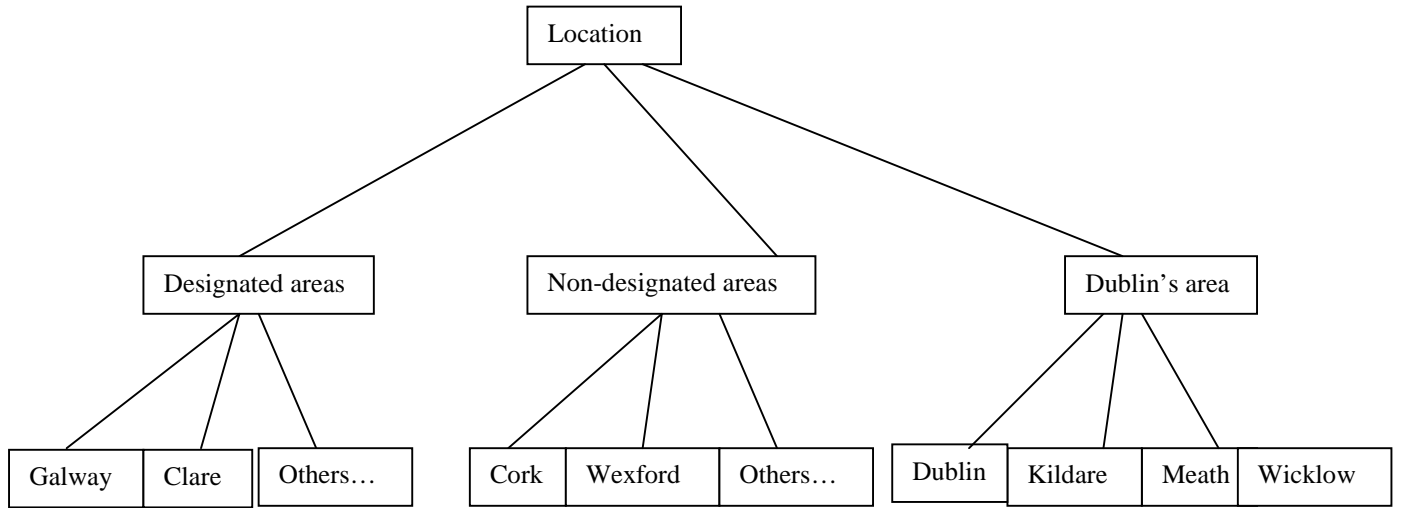 Location
Designated areas
Non-designated areas
Dublin’s area
Galway
Clare
Others…
Cork
Wexford
Others…
Dublin
Kildare
Meath
Wicklow